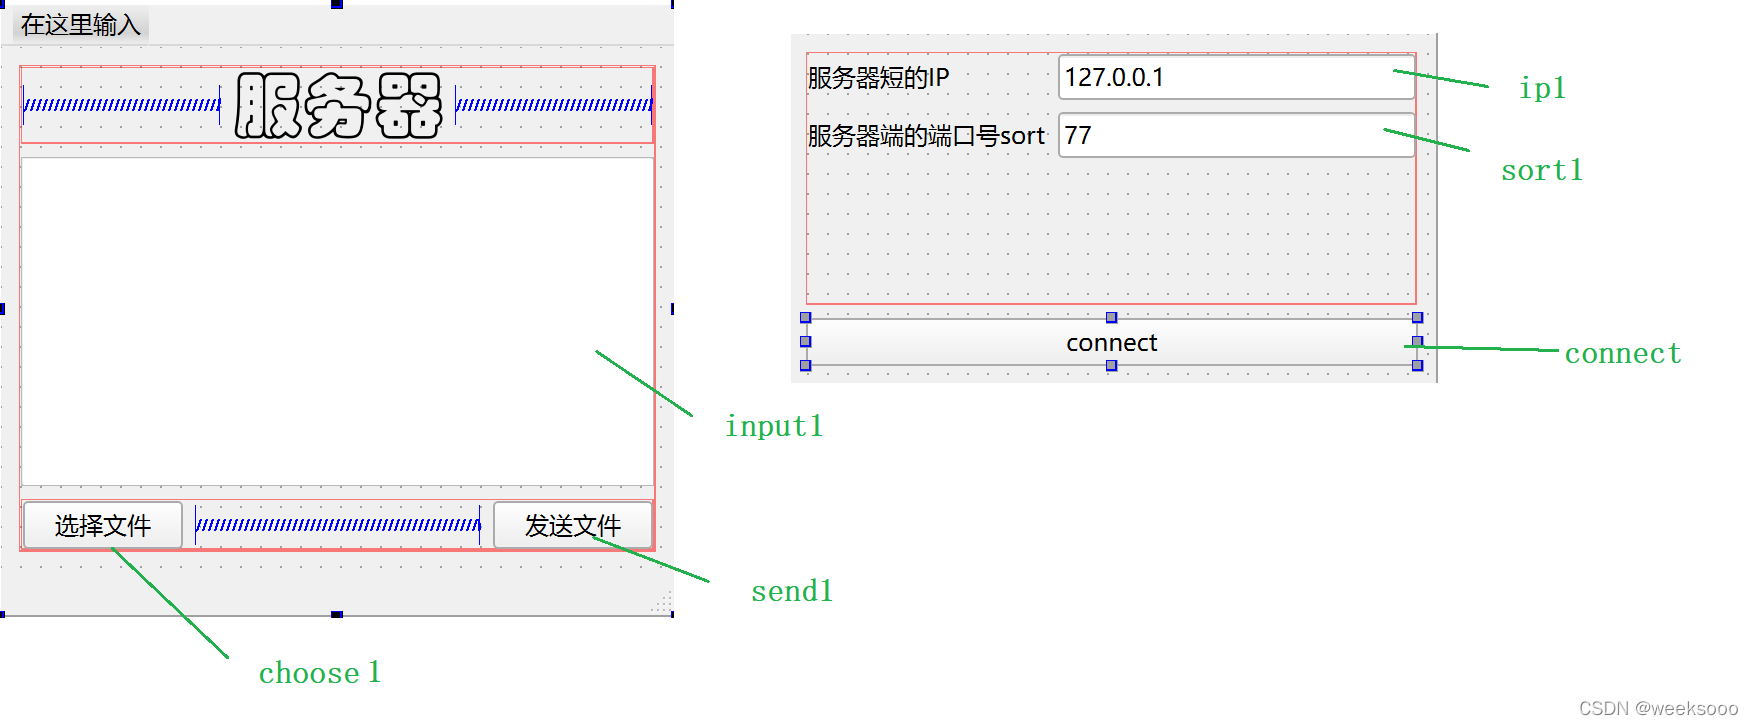 在这里输入
服务器
选择文件
发送文件
input1
send1
choose1
服务器短的IP
127.0.0.1
ip1
服务器端的端口号sort
77
sort1
connect
connect
CSDN @weeksooo